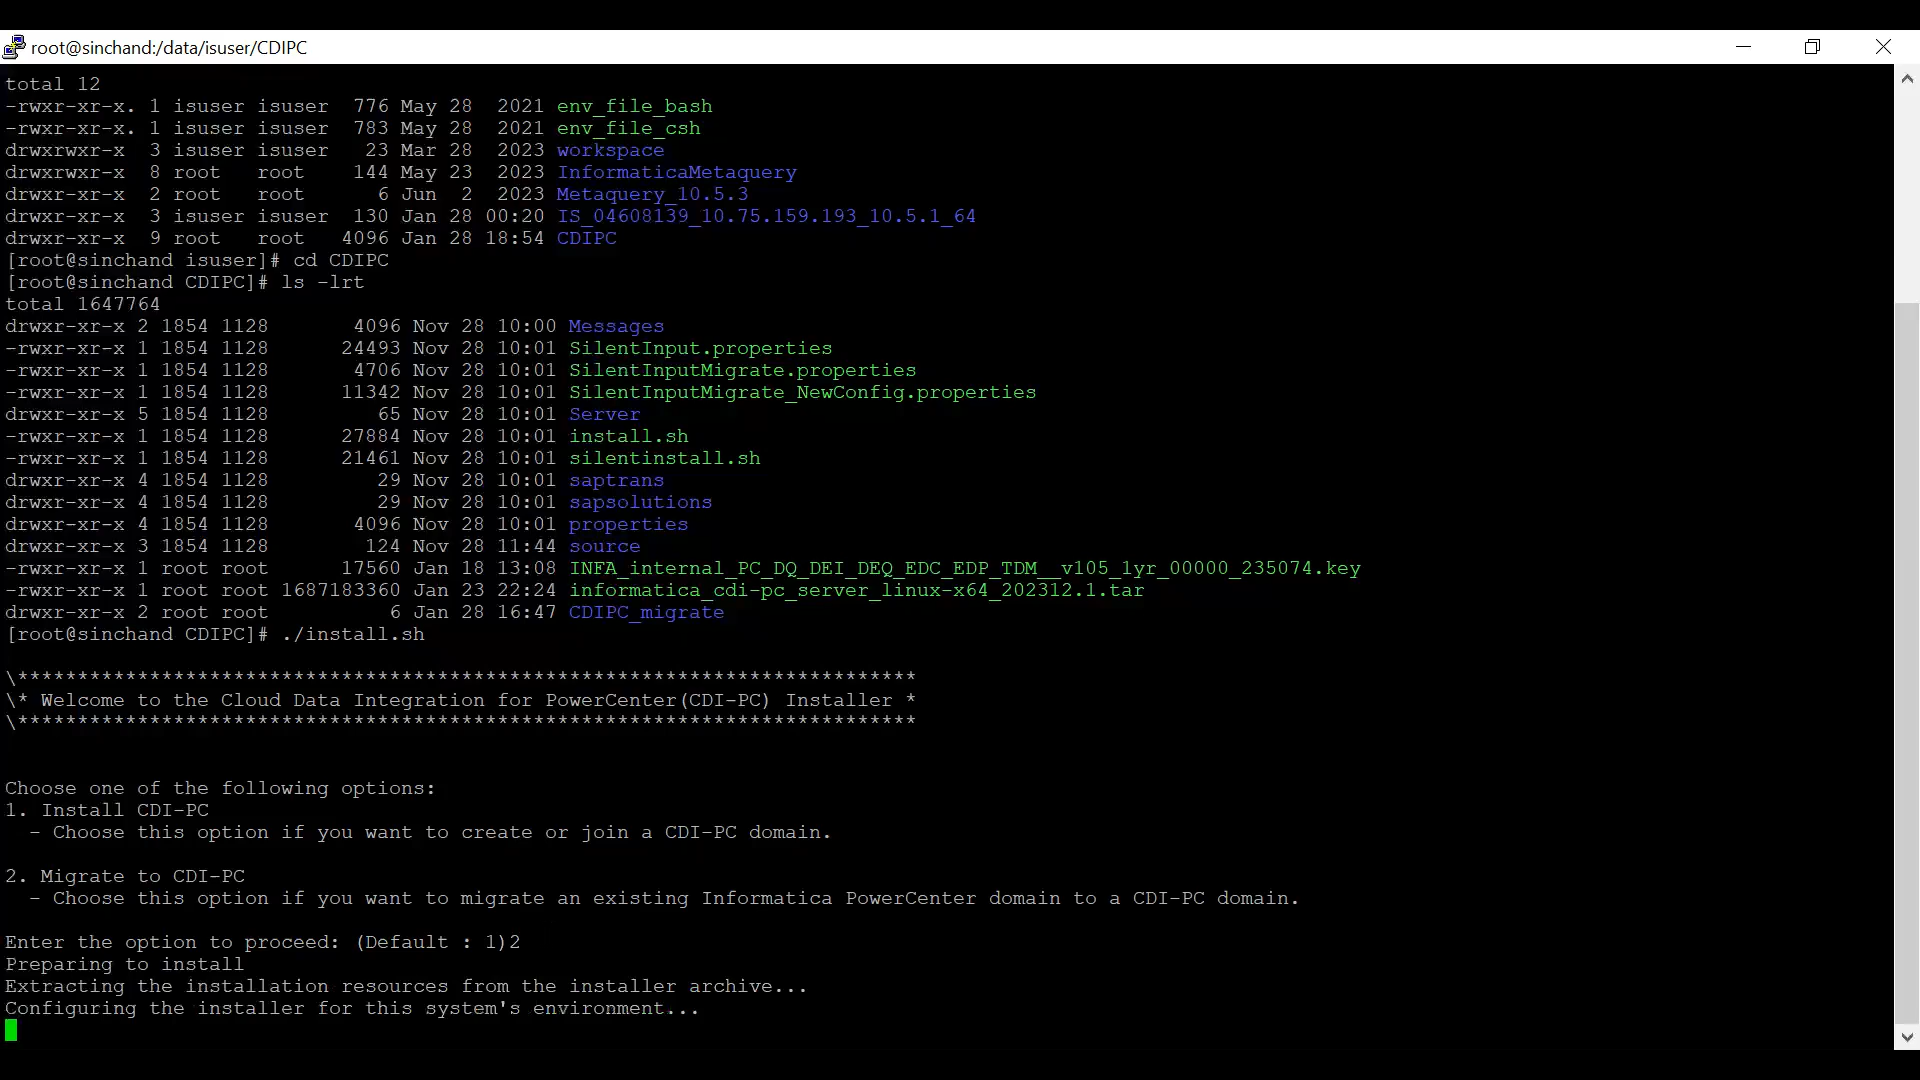 root@sinchand:/data/isuser/CDIPC
total 12
-rwxr-xr-x. 1 isuser isuser  776 May 28  2021 env_file_bash
-rwxr-xr-x. 1 isuser isuser  783 May 28  2021 env_file_csh
drwxrwxr-x  3 isuser isuser   23 Mar 28  2023 workspace
drwxrwxr-x  8 root   root    144 May 23  2023 InformaticaMetaquery
drwxr-xr-x  2 root   root      6 Jun  2  2023 Metaquery_10.5.3
drwxr-xr-x  3 isuser isuser  130 Jan 28 00:20 IS_04608139_10.75.159.193_10.5.1_64
drwxr-xr-x  9 root   root   4096 Jan 28 18:54 CDIPC
[root@sinchand isuser]# cd CDIPC
[root@sinchand CDIPC]# ls -lrt
total 1647764
drwxr-xr-x 2 1854 1128       4096 Nov 28 10:00 Messages
-rwxr-xr-x 1 1854 1128      24493 Nov 28 10:01 SilentInput.properties
-rwxr-xr-x 1 1854 1128       4706 Nov 28 10:01 SilentInputMigrate.properties
-rwxr-xr-x 1 1854 1128      11342 Nov 28 10:01 SilentInputMigrate_NewConfig.properties
drwxr-xr-x 5 1854 1128         65 Nov 28 10:01 Server
-rwxr-xr-x 1 1854 1128      27884 Nov 28 10:01 install.sh
-rwxr-xr-x 1 1854 1128      21461 Nov 28 10:01 silentinstall.sh
drwxr-xr-x 4 1854 1128         29 Nov 28 10:01 saptrans
drwxr-xr-x 4 1854 1128         29 Nov 28 10:01 sapsolutions
drwxr-xr-x 4 1854 1128       4096 Nov 28 10:01 properties
drwxr-xr-x 3 1854 1128        124 Nov 28 11:44 source
-rwxr-xr-x 1 root root      17560 Jan 18 13:08 INFA_internal_PC_DQ_DEI_DEQ_EDC_EDP_TDM__v105_1yr_00000_235074.key
-rwxr-xr-x 1 root root 1687183360 Jan 23 22:24 informatica_cdi-pc_server_linux-x64_202312.1.tar
drwxr-xr-x 2 root root          6 Jan 28 16:47 CDIPC_migrate
[root@sinchand CDIPC]# ./install.sh
\***************************************************************************
\* Welcome to the Cloud Data Integration for PowerCenter(CDI-PC) Installer *
\***************************************************************************
Choose one of the following options:
1. Install CDI-PC
  - Choose this option if you want to create or join a CDI-PC domain.
2. Migrate to CDI-PC
  - Choose this option if you want to migrate an existing Informatica PowerCenter domain to a CDI-PC domain.
Enter the option to proceed: (Default : 1)2
Preparing to install
Extracting the installation resources from the installer archive...
Configuring the installer for this system's environment...